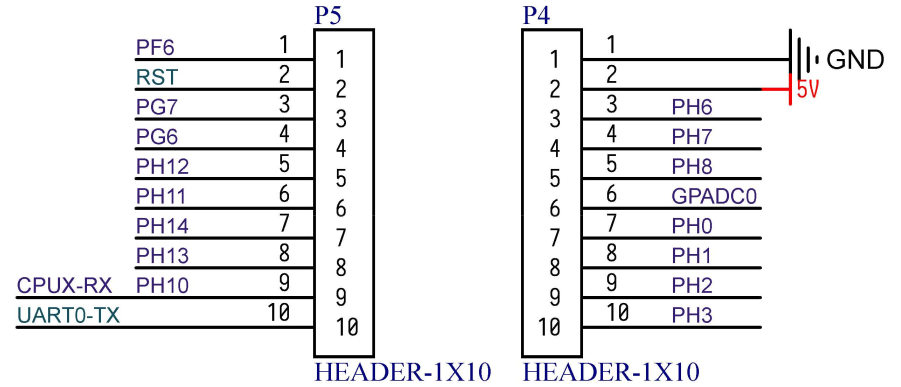 P5 P4
PF6 1 1 1 1 GND
RST 2 2 2 2 5V
PG7 3 3 3 3 PH6
PG6 4 4 4 4 PH7
PH12 5 5 5 5 PH8
PH11 6 6 6 6 GPADC0
PH14 7 7 7 7 PH0
PH13 8 8 8 8 PH1
CPUX-RX PH10 9 9 9 9 PH2
UART0-TX 10 10 10 10 PH3
HEADER-1X10 HEADER-1X10